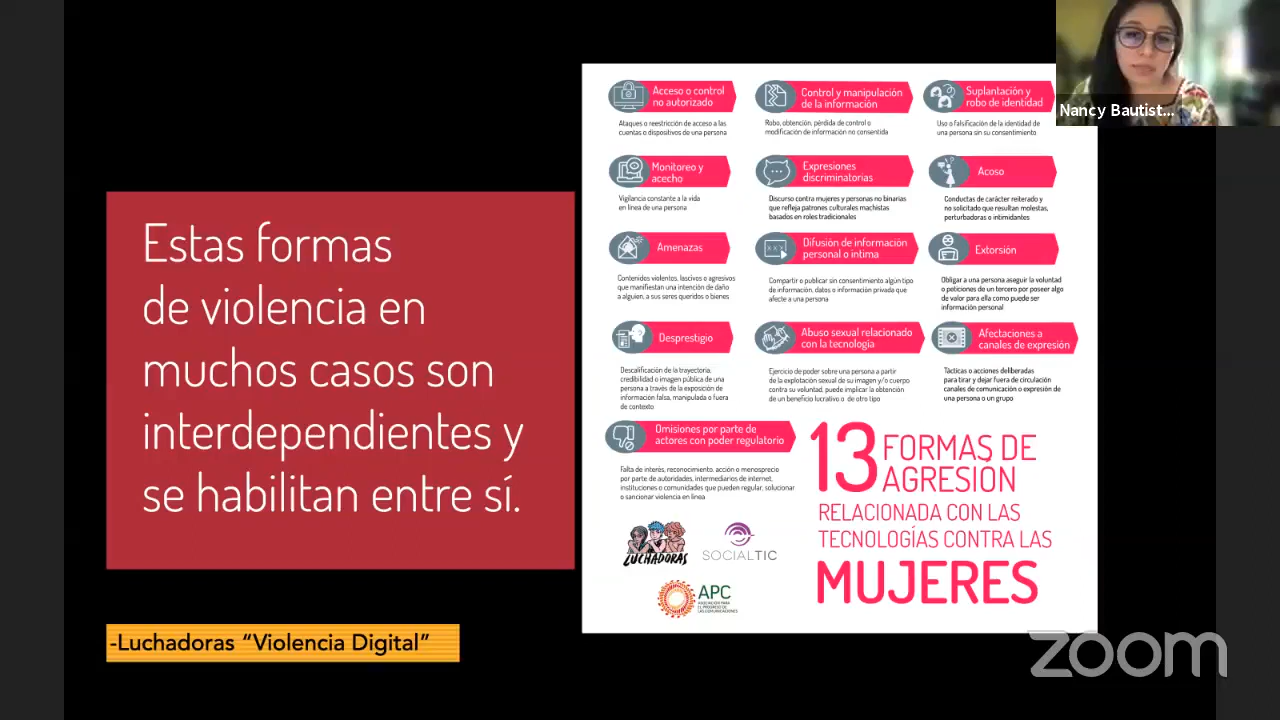 Estas formas
de violencia en
muchos casos son
interdependientes y
se habilitan entre sí.
-Luchadoras “Violencia Digital”
Acceso o control
no autorizado
Ataques o reestricción de acceso a las
cuentas o dispositivos de una persona
Control y manipulación
de la información
Robo, obtención, pérdida de control o
modificación de información no consentida
Suplantación y
robo de identidad
Uso o falsificación de la identidad de
una persona sin su consentimiento
Monitoreo y
acecho
Vigilancia constante a la vida
en línea de una persona
Expresiones
discriminatorias
Discurso contra mujeres y personas no binarias
que refleja patrones culturales machistas
basados en roles tradicionales
Acoso
Conductas de carácter reiterado y
no solicitado que resultan molestas,
perturbadoras o intimidantes
Amenazas
Contenidos violentos, lascivos o agresivos
que manifiestan una intención de daño
a alguien, a sus seres queridos o bienes
Difusión de información
personal o íntima
Compartir o publicar sin consentimiento algún tipo
de información, datos o información privada que
afecte a una persona
Extorsión
Obligar a una persona a seguir la voluntad
o peticiones de un tercero por poseer algo
de valor para ella como puede ser
información personal
Desprestigio
Descalificación de la trayectoria,
credibilidad o imagen pública de una
persona a través de la exposición de
información falsa, manipulada o fuera
de contexto
Abuso sexual relacionado
con la tecnología
Ejercicio de poder sobre una persona a partir
de la explotación sexual de su imagen y/o cuerpo
contra su voluntad, puede implicar la obtención
de un beneficio lucrativo o de otro tipo
Afectaciones a
canales de expresión
Tácticas o acciones deliberadas
para tirar y dejar fuera de circulación
canales de comunicación o expresión de
una persona o un grupo
Omisiones por parte de
actores con poder regulatorio
Falta de interés, reconocimiento, acción o menosprecio
por parte de autoridades, intermediarios de internet,
instituciones o comunidades que pueden regular, solucionar
o sancionar violencia en línea
13 FORMAS DE
AGRESIÓN
RELACIONADA CON LAS
TECNOLOGÍAS CONTRA LAS
MUJERES
LUCHADORAS
SOCIALTIC
APC
ASOCIACIÓN PARA
EL PROGRESO DE
LAS COMUNICACIONES
Nancy Bautist...
zoom